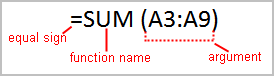 =SUM (A3:A9)
equal sign
function name
argument